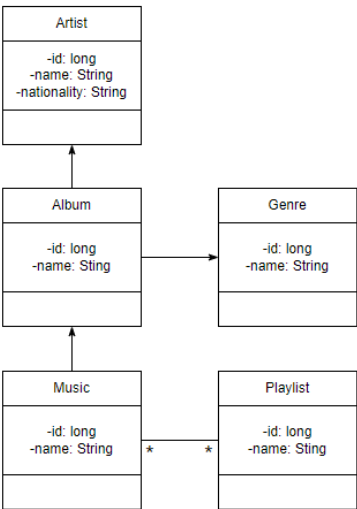 Artist
-id: long
-name: String
-nationality: String
Album
-id: long
-name: Sting
Genre
-id: long
-name: String
Music
-id: long
-name: String
Playlist
-id: long
-name: Sting
* *